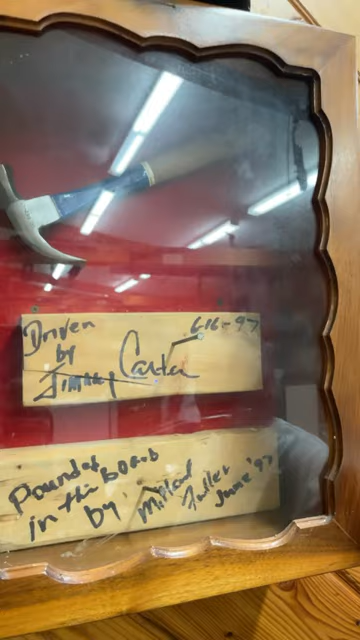 Driven 6-16-97
by
Jimmy Carter
Pounded
in this board
by Millard
Fuller
June '97